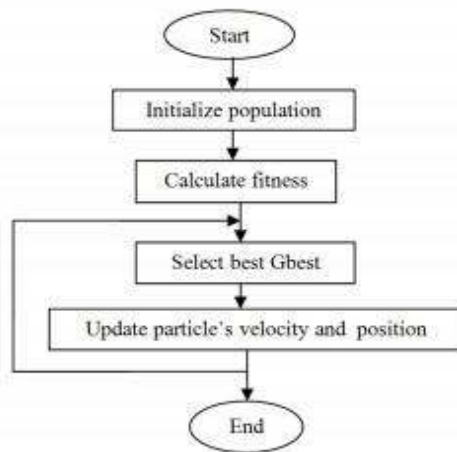 Start
Initialize population
Calculate fitness
Select best Gbest
Update particle's velocity and position
End